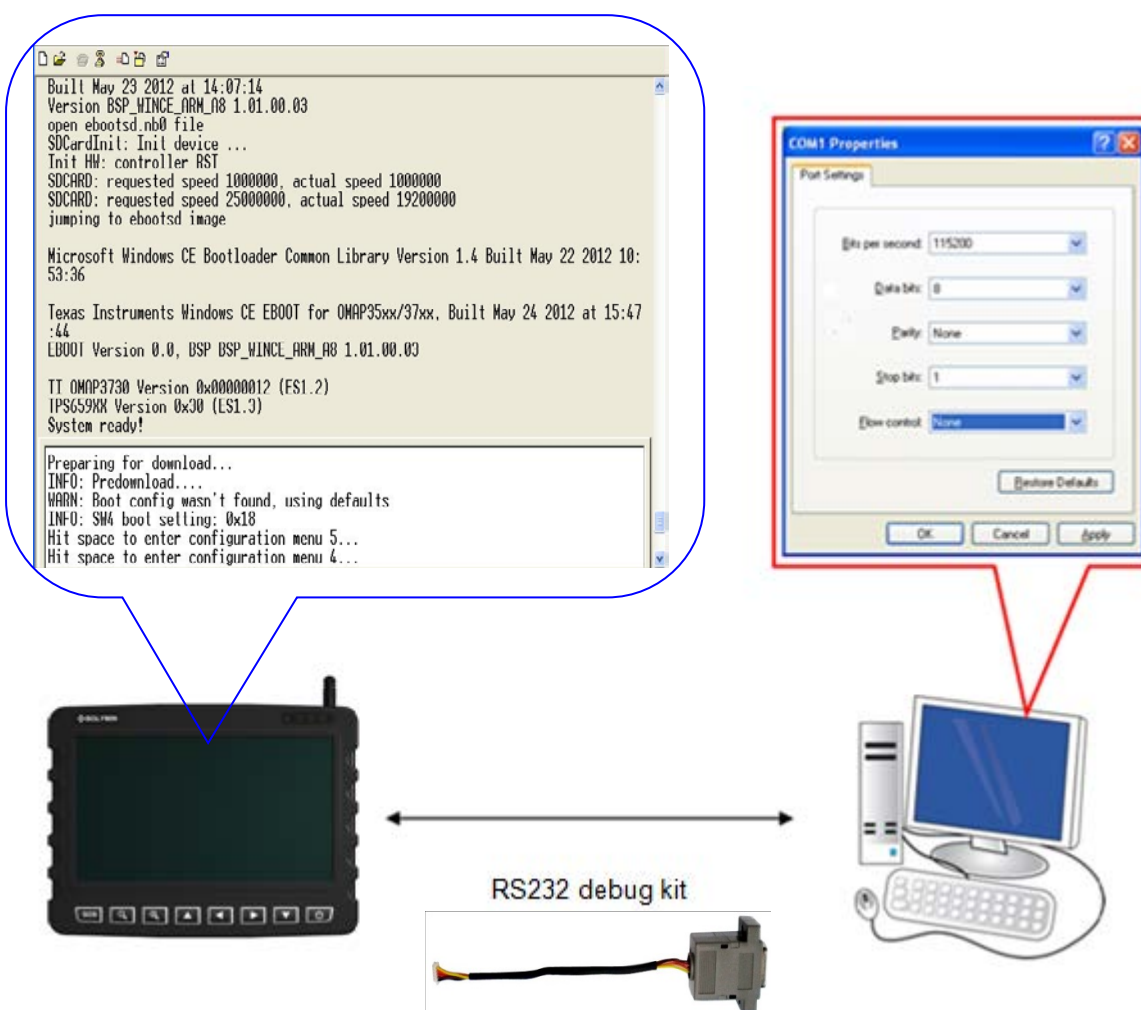 Built May 23 2012 at 14:07:14
Version BSP_WINCE_ARM_A8 1.01.00.03
open ebootsd.nb0 file
SDCardInit: Init device ...
Init HW: controller RST
SDCARD: requested speed 1000000, actual speed 1000000
SDCARD: requested speed 25000000, actual speed 19200000
jumping to ebootsd image
Microsoft Windows CE Bootloader Common Library Version 1.4 Built May 22 2012 10:
53:36
Texas Instruments Windows CE EBOOT for OMAP35xx/37xx, Built May 24 2012 at 15:47
:44
EBOOT Version 0.0, BSP BSP_WINCE_ARM_A8 1.01.00.03
TI OMAP3730 Version 0x00000012 (ES1.2)
TPS659XX Version 0x30 (ES1.3)
System ready!
Preparing for download...
INFO: Predownload....
WARN: Boot config wasn't found, using defaults
INFO: SW4 boot setting: 0x18
Hit space to enter configuration menu 5...
Hit space to enter configuration menu 4...
COM1 Properties
Port Settings
Bits per second: 115200
Data bits: 8
Parity: None
Stop bits: 1
Flow control: None
Restore Defaults
OK Cancel Apply
RS232 debug kit